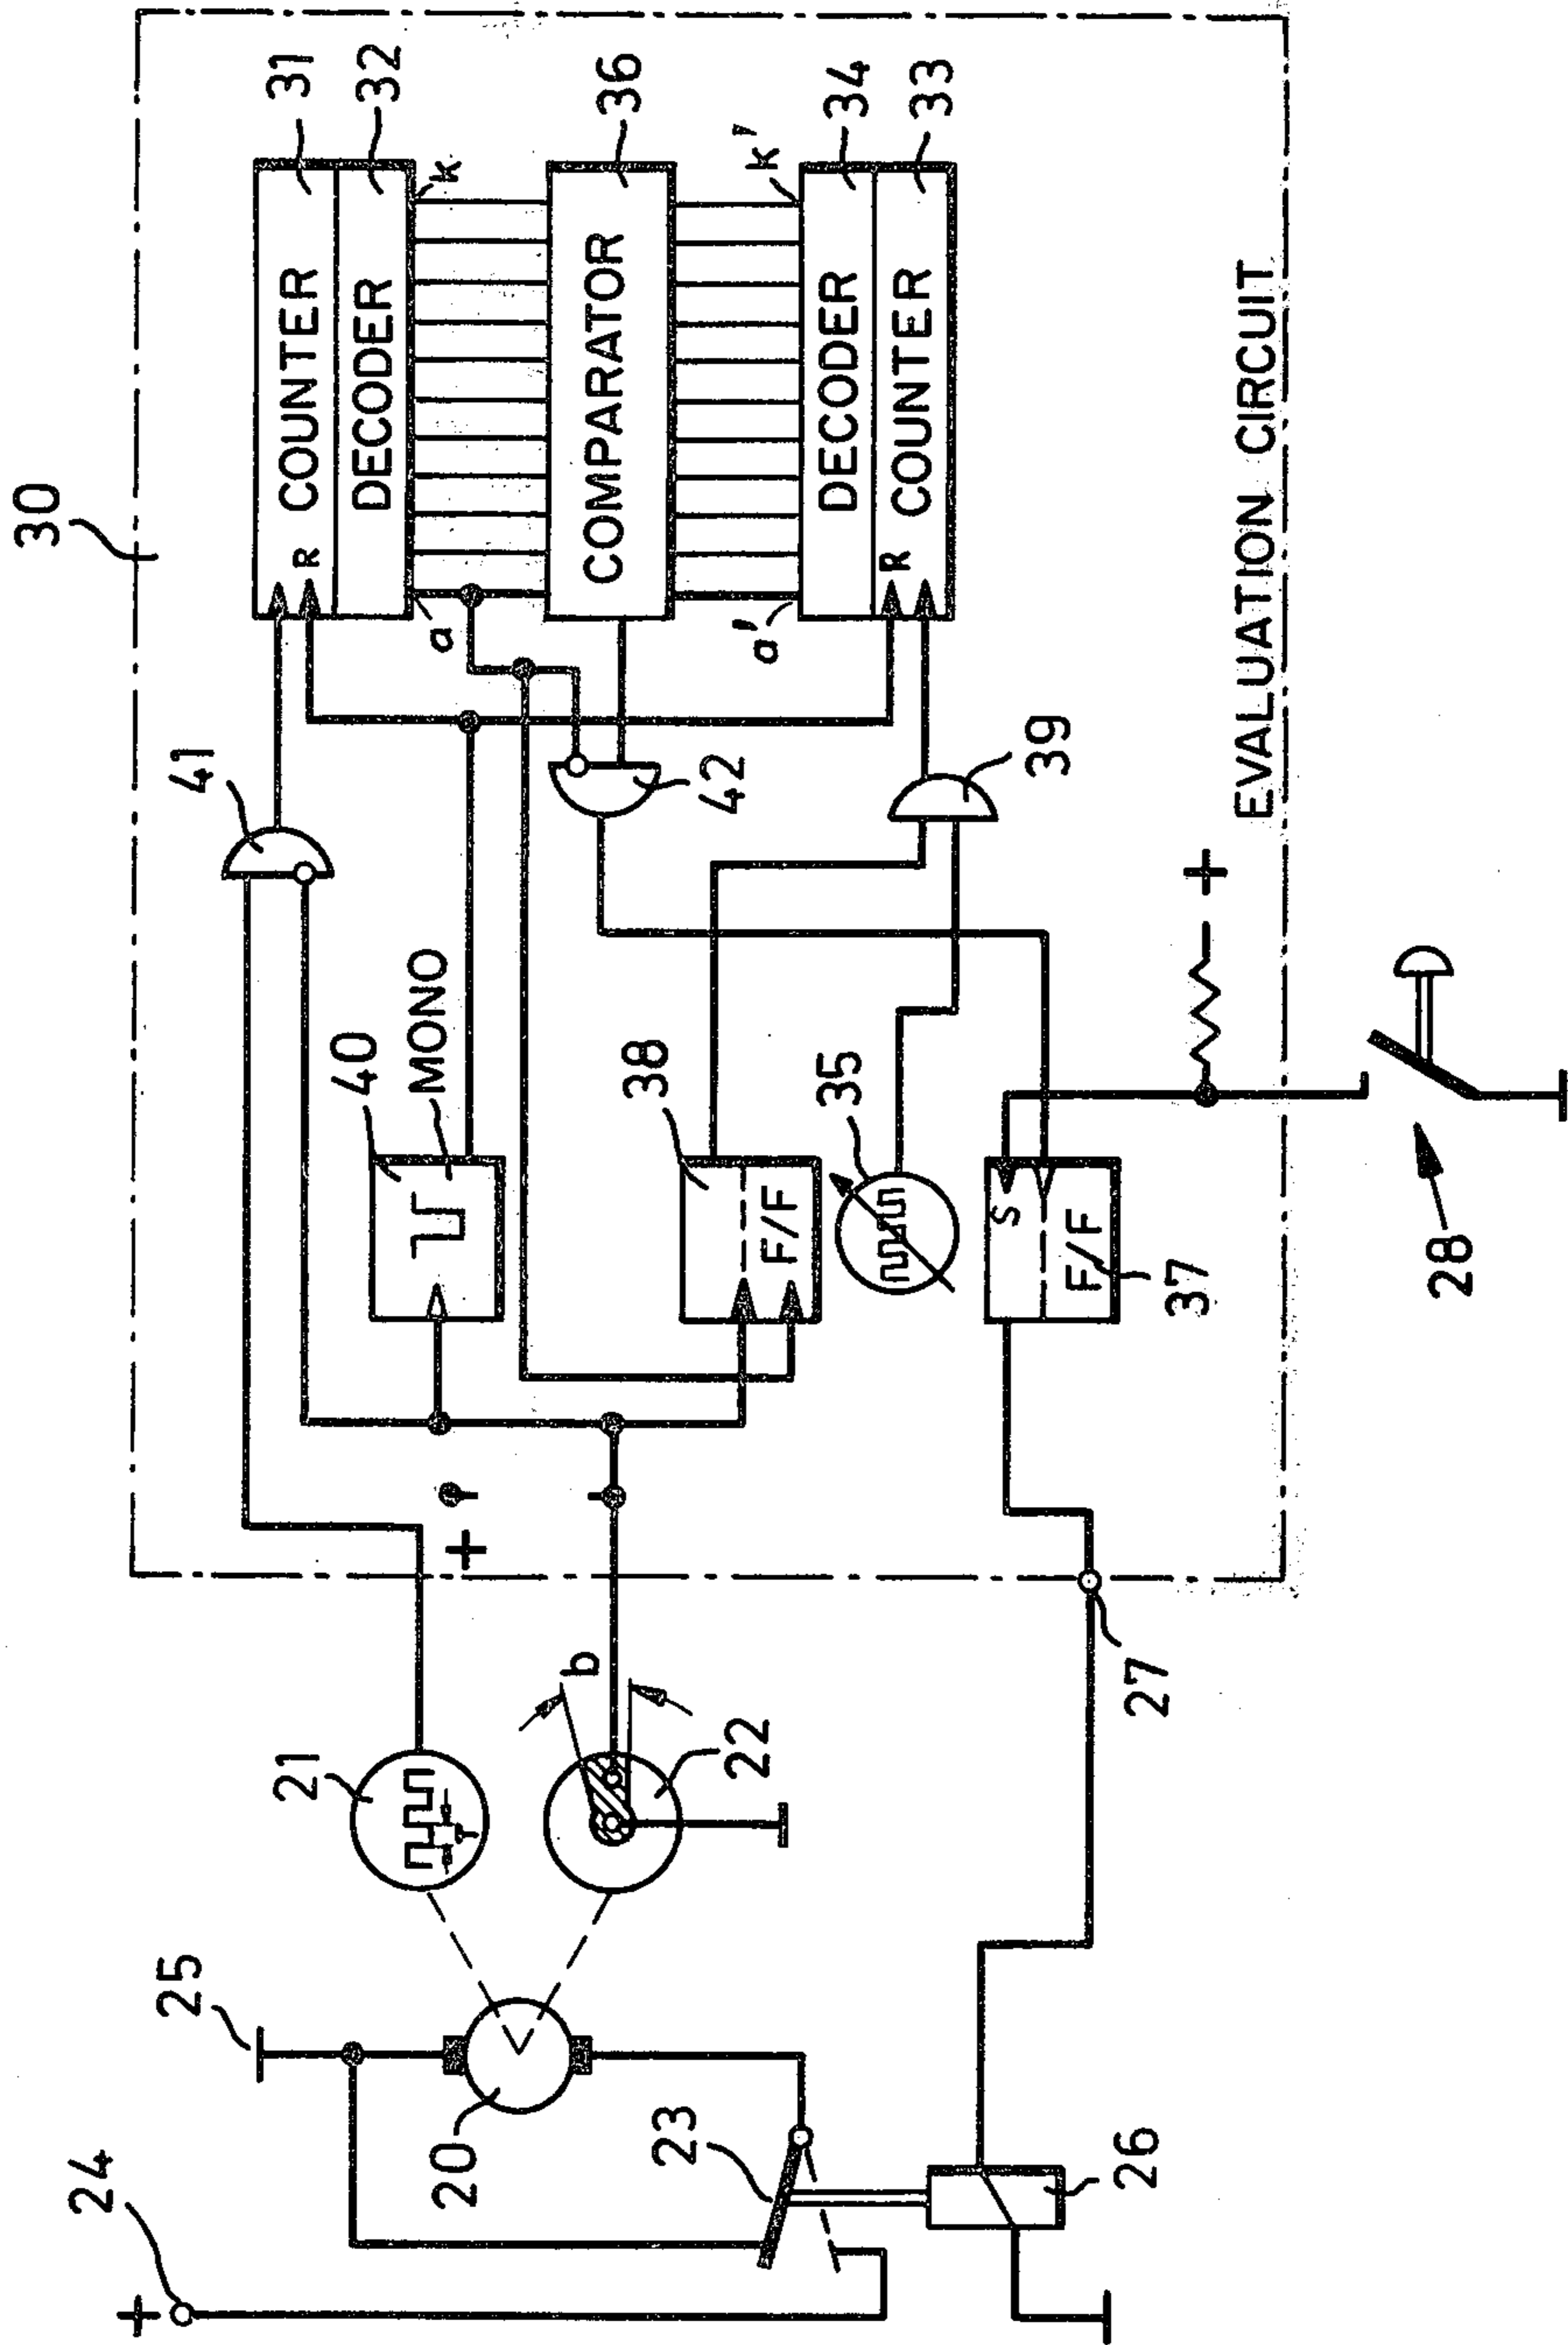 30
31
32
36
34
33
COUNTER
R
DECODER
a
k
COMPARATOR
a'
k'
DECODER
R
COUNTER
EVALUATION CIRCUIT
41
42
39
40
MONO
38
F/F
35
S
F/F
37
+
28
+
21
T
b
22
27
25
20
23
24
+
26